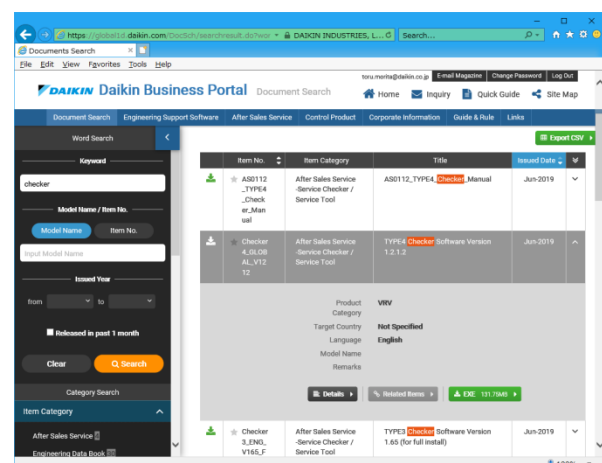 https://globaltd.daikin.com/DocSch/searchresult.do?wor
DAIKIN INDUSTRIES, L...
Search...
Documents Search
File Edit View Favorites Tools Help
toru.morita@daikin.co.jp E-mail Magazine Change Password Log Out
DAIKIN Daikin Business Portal Document Search
Home Inquiry Quick Guide Site Map
Document Search Engineering Support Software After Sales Service Control Product Corporate Information Guide & Rule Links
Word Search
Export CSV
Keyword
checker
Model Name / Item No.
Model Name Item No.
Input Model Name
Issued Year
from to
Released in past 1 month
Clear Search
Category Search
Item Category
After Sales Service
Engineering Data Book
Item No. Item Category Title Issued Date
AS0112 After Sales Service AS0112_TYPE4_Checker_Manual Jun-2019
_TYPE4 -Service Checker /
_Check Service Tool
er_Man
ual
Checker After Sales Service TYPE4 Checker Software Version Jun-2019
4_GLOB -Service Checker / 1.2.1.2
AL_V12 Service Tool
12
Product VRV
Category
Target Country Not Specified
Language English
Model Name
Remarks
Details Related Items EXE 131.75MB
Checker After Sales Service TYPE3 Checker Software Version Jun-2019
3_ENG_ -Service Checker / 1.65 (for full install)
V165_F Service Tool